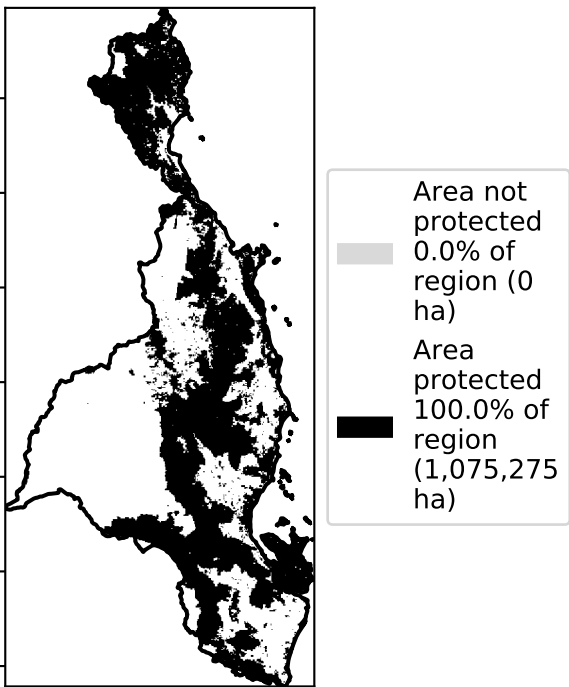 Area not
protected
0.0% of
region (0
ha)
Area
protected
100.0% of
region
(1,075,275
ha)